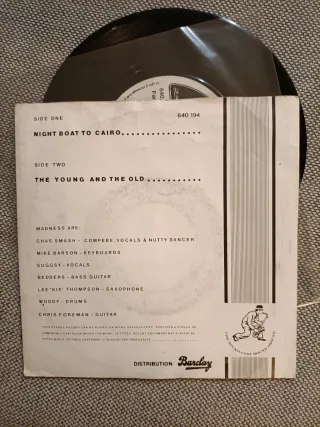 SIDE ONE
640 194
NIGHT BOAT TO CAIRO................
SIDE TWO
THE YOUNG AND THE OLD...........
MADNESS ARE:
CHAS SMASH - COMPERE, VOCALS & NUTTY DANCER
MIKE BARSON - KEYBOARDS
SUGGSY - VOCALS
BEDDERS - BASS GUITAR
LEE 'KIX' THOMPSON - SAXOPHONE
WOODY - DRUMS
CHRIS FOREMAN - GUITAR
DISTRIBUTION Barclay